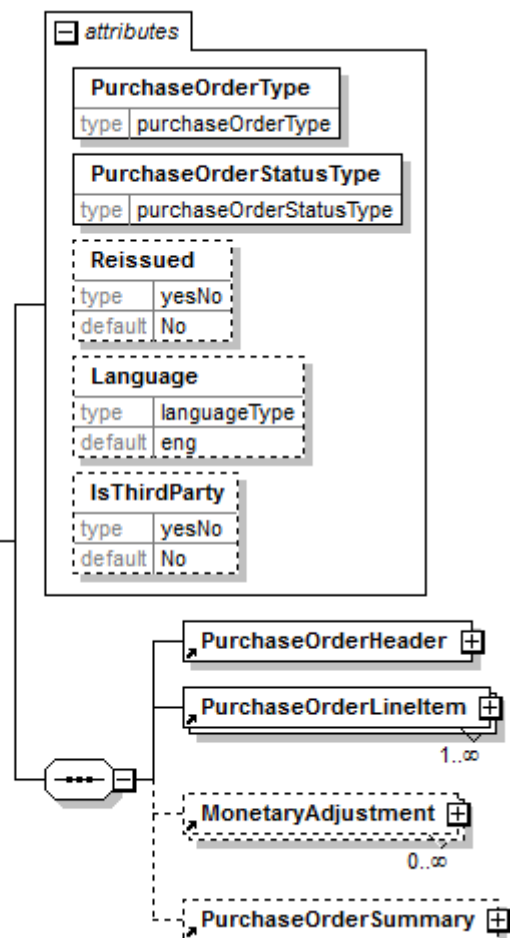 attributes
PurchaseOrderType
type purchaseOrderType
PurchaseOrderStatusType
type purchaseOrderStatusType
Reissued
type yesNo
default No
Language
type languageType
default eng
IsThirdParty
type yesNo
default No
PurchaseOrderHeader
PurchaseOrderLineItem
1..∞
MonetaryAdjustment
0..∞
PurchaseOrderSummary